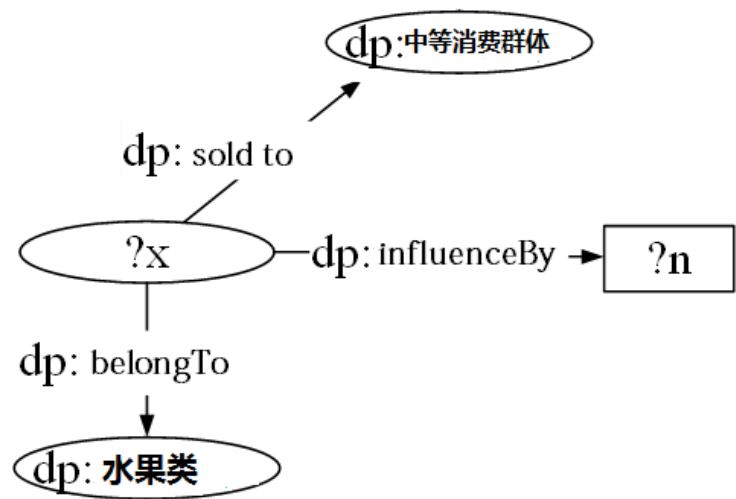 dp:中等消费群体
dp: sold to
?x
dp: influenceBy
?n
dp: belongTo
dp: 水果类